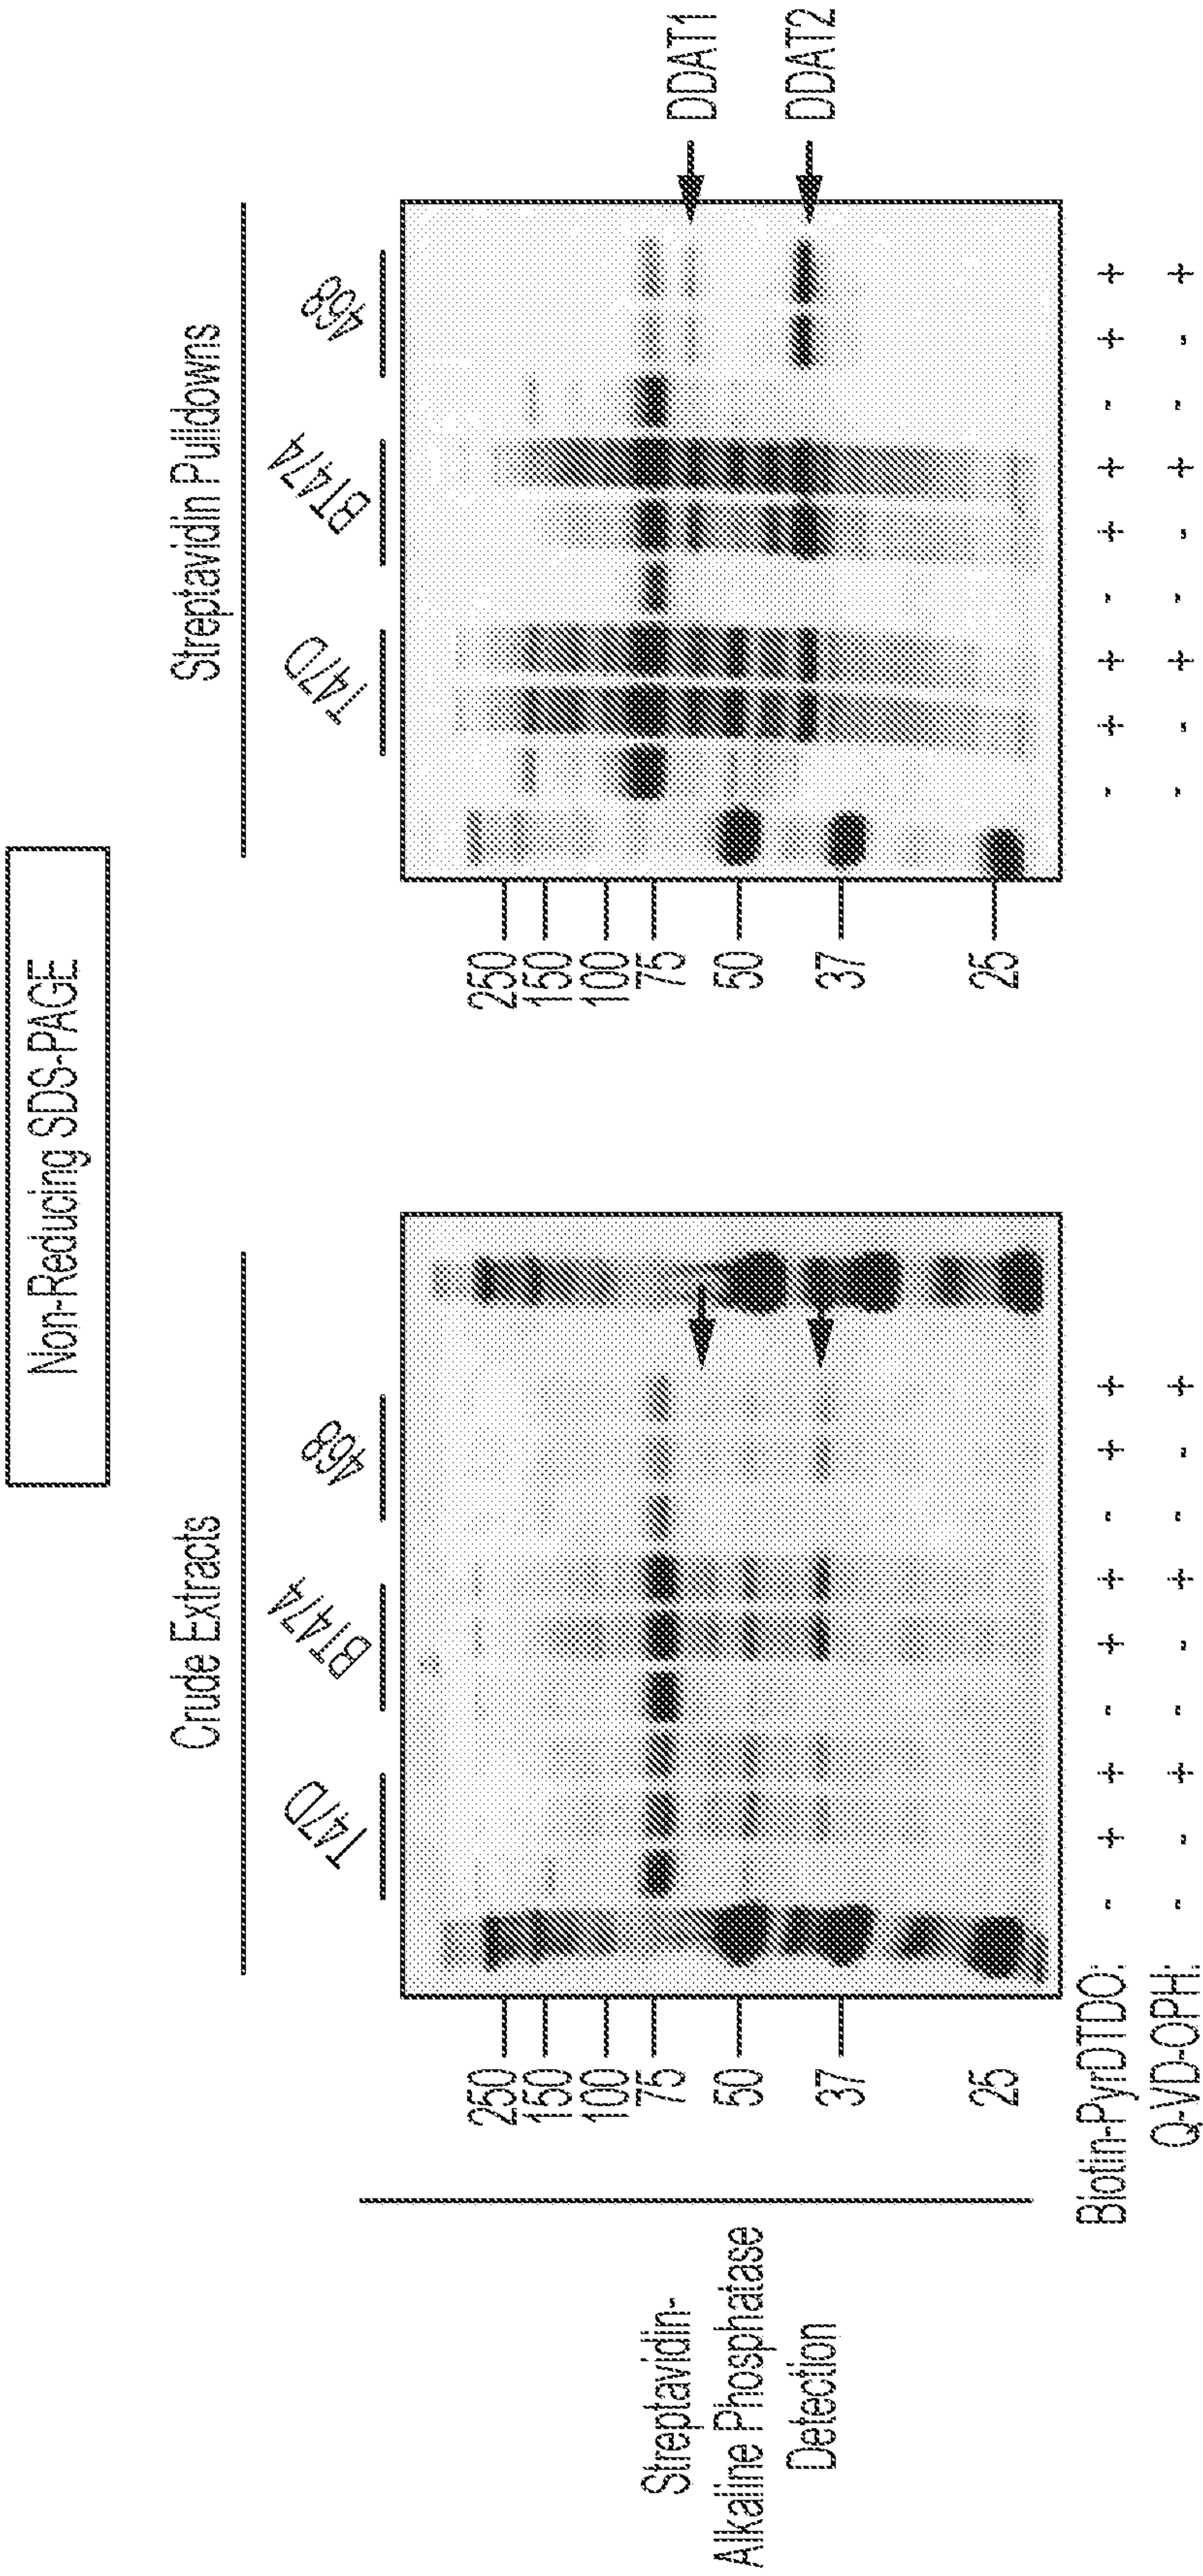 Non-Reducing SDS-PAGE
Crude Extracts
Streptavidin Pulldowns
T47D BT474 468
T47D BT474 468
250
150
100
75
50
37
25
250
150
100
75
50
37
25
DDAT1
DDAT2
Streptavidin-
Alkaline Phosphatase
Detection
Biotin-PyrDTDO: - + + - + + - + + - + + - + + - + +
Q-VD-OPH: - - + - - + - - + - - + - - + - - +